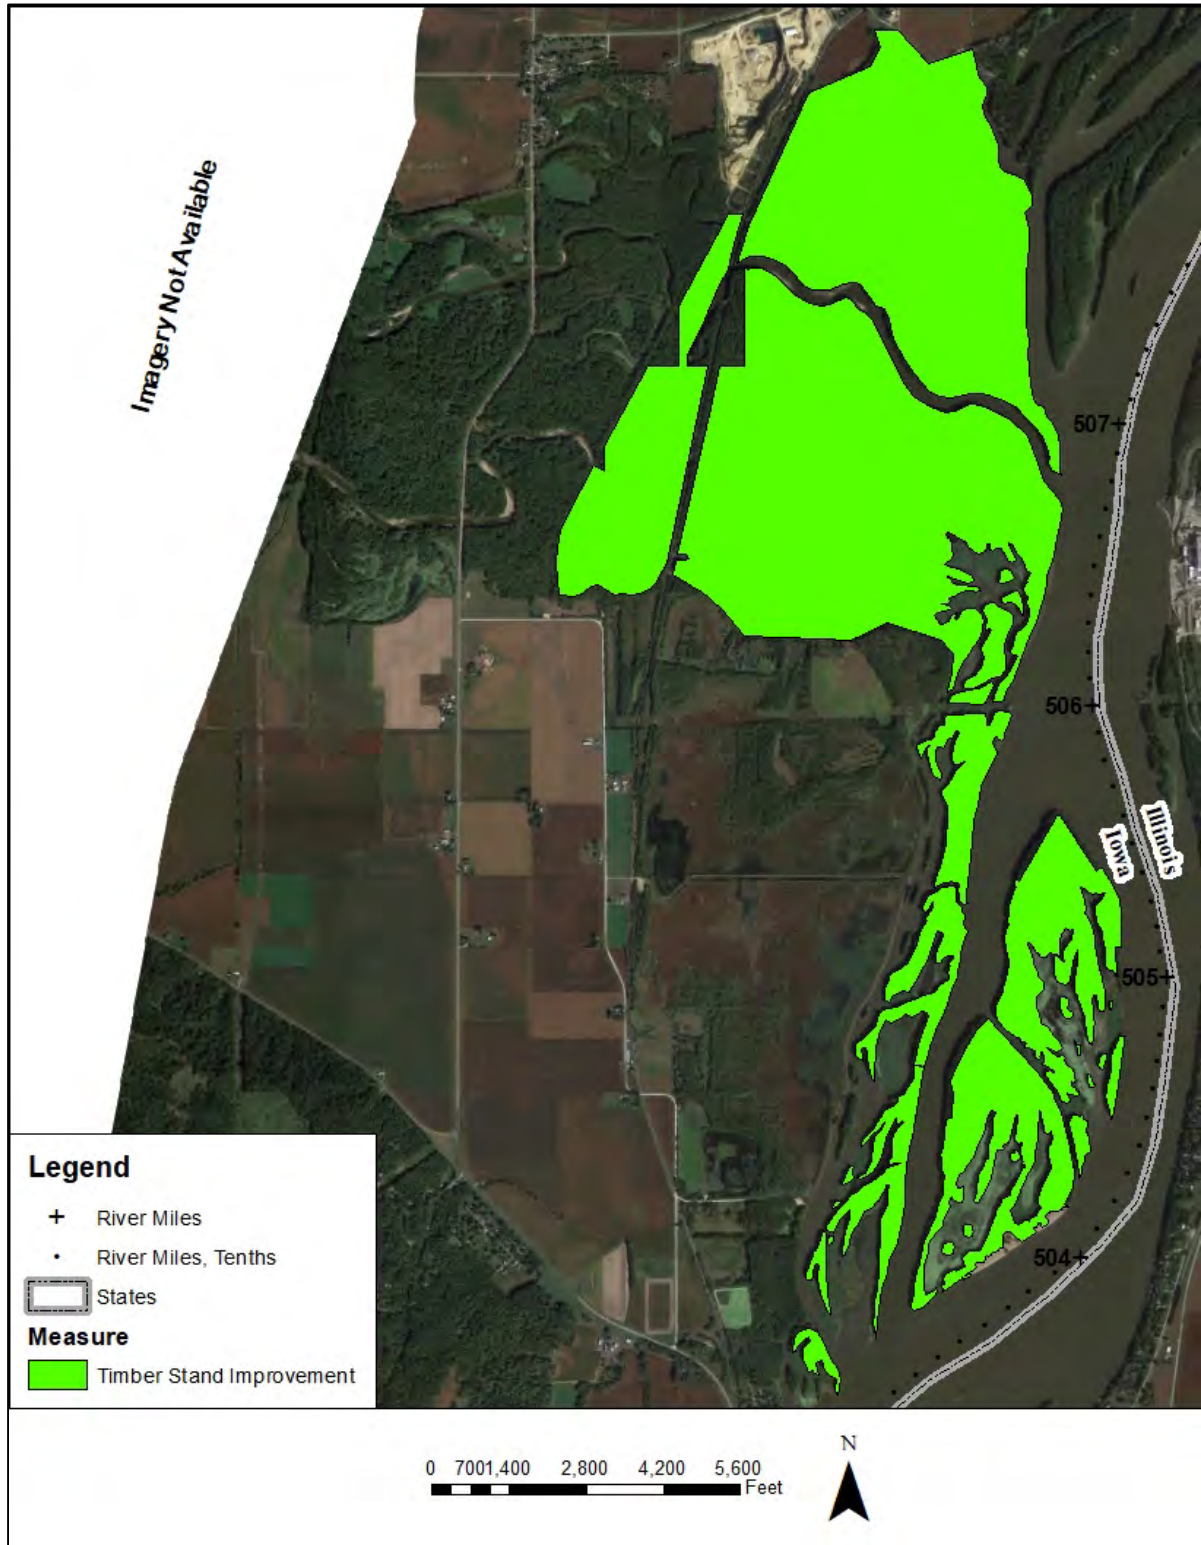 Imagery Not Available
507+
506+
Illinois
Iowa
505+
504+
Legend
+ River Miles
· River Miles, Tenths
States
Measure
Timber Stand Improvement
0 7001,400 2,800 4,200 5,600
Feet
N